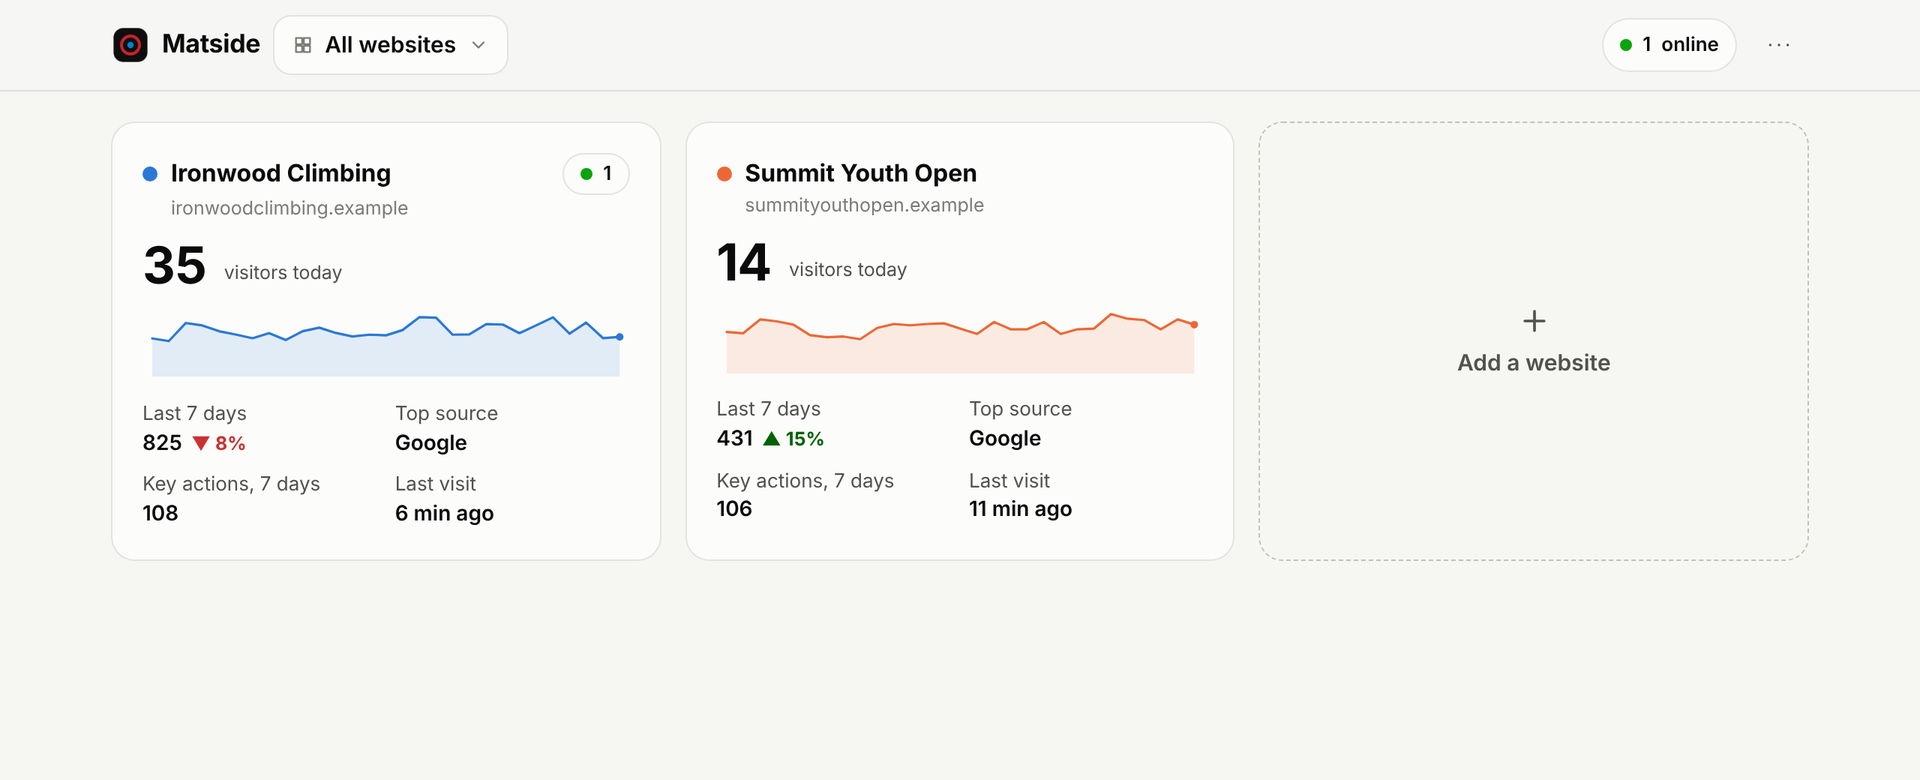 Matside
All websites
1 online
...
Ironwood Climbing
1
ironwoodclimbing.example
35 visitors today
Last 7 days
825 ▼ 8%
Top source
Google
Key actions, 7 days
108
Last visit
6 min ago
Summit Youth Open
summityouthopen.example
14 visitors today
Last 7 days
431 ▲ 15%
Top source
Google
Key actions, 7 days
106
Last visit
11 min ago
+
Add a website